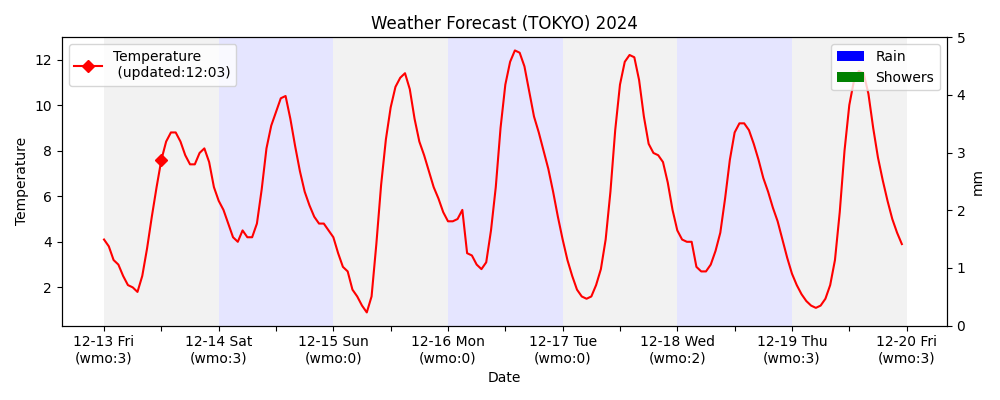 Weather Forecast (TOKYO) 2024
Temperature
(updated:12:03)
Rain
Showers
12
10
8
6
4
2
Temperature
5
4
3
2
1
0
mm
12-13 Fri
(wmo:3)
12-14 Sat
(wmo:3)
12-15 Sun
(wmo:0)
12-16 Mon
(wmo:0)
12-17 Tue
(wmo:0)
12-18 Wed
(wmo:2)
12-19 Thu
(wmo:3)
12-20 Fri
(wmo:3)
Date